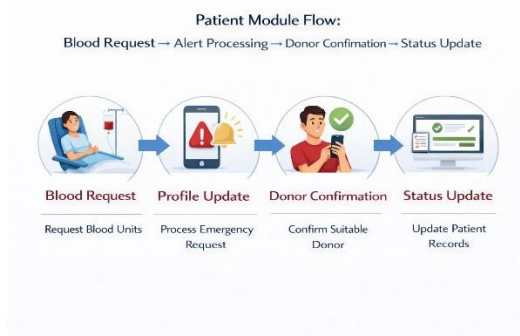 Patient Module Flow:
Blood Request → Alert Processing → Donor Confimation → Status Update
Blood Request
Profile Update
Donor Confirmation
Status Update
Request Blood Units
Process Emergency
Request
Confirm Suitable
Donor
Update Patient
Records